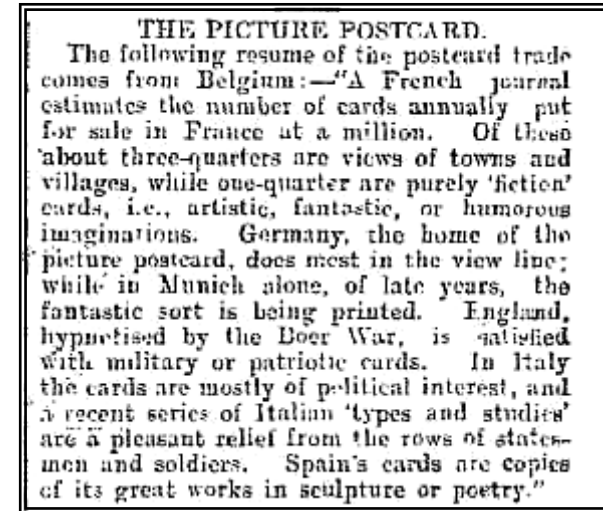 THE PICTURE POSTCARD.
The following resume of the postcard trade
comes from Belgium:—"A French journal
estimates the number of cards annually put
for sale in France at a million. Of these
about three-quarters are views of towns and
villages, while one-quarter are purely 'fiction'
cards, i.e., artistic, fantastic, or humorous
imaginations. Germany, the home of the
picture postcard, does most in the view line;
while in Munich alone, of late years, the
fantastic sort is being printed. England,
hypnotised by the Boer War, is satisfied
with military or patriotic cards. In Italy
the cards are mostly of political interest, and
a recent series of Italian 'types and studies'
are a pleasant relief from the rows of states-
men and soldiers. Spain's cards are copies
of its great works in sculpture or poetry."